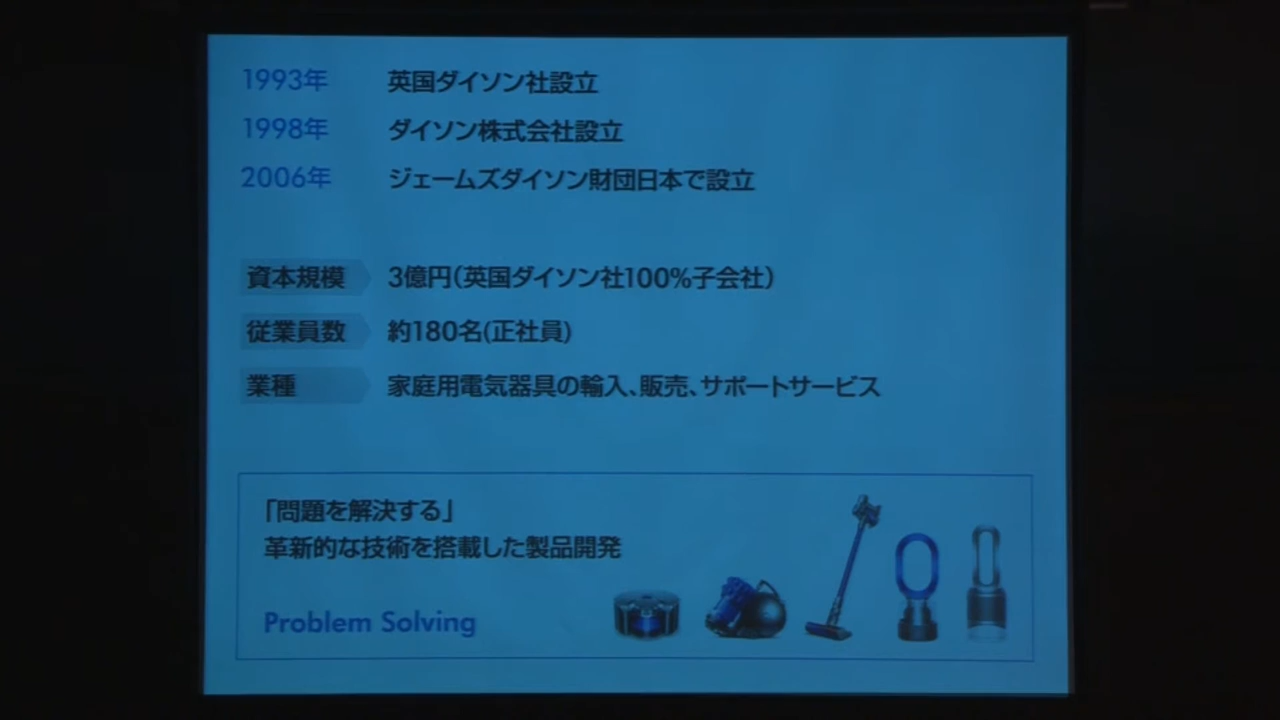 1993年 英国ダイソン社設立
1998年 ダイソン株式会社設立
2006年 ジェームズダイソン財団日本で設立
資本規模 3億円(英国ダイソン社100%子会社)
従業員数 約180名(正社員)
業種 家庭用電気器具の輸入、販売、サポートサービス
「問題を解決する」
革新的な技術を搭載した製品開発
Problem Solving